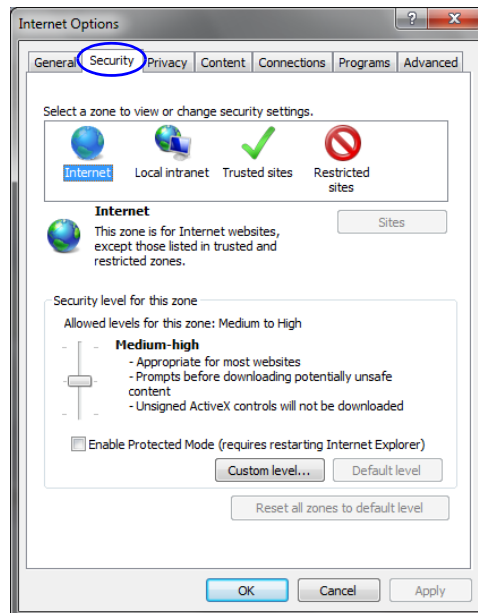 Internet Options
?
X
General Security Privacy Content Connections Programs Advanced
Select a zone to view or change security settings.
Internet Local intranet Trusted sites Restricted
sites
Internet
Sites
This zone is for Internet websites,
except those listed in trusted and
restricted zones.
Security level for this zone
Allowed levels for this zone: Medium to High
Medium-high
- Appropriate for most websites
- Prompts before downloading potentially unsafe
content
- Unsigned ActiveX controls will not be downloaded
Enable Protected Mode (requires restarting Internet Explorer)
Custom level... Default level
Reset all zones to default level
OK Cancel Apply